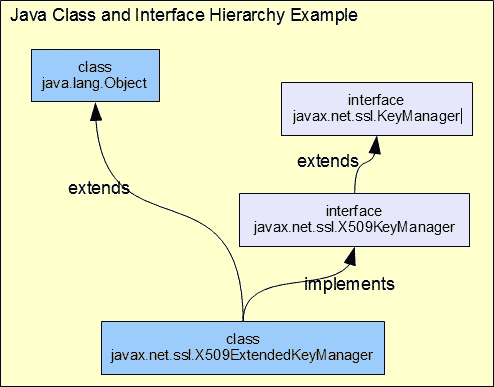 Java Class and Interface Hierarchy Example
class
java.lang.Object
interface
javax.net.ssl.KeyManager
extends
extends
interface
javax.net.ssl.X509KeyManager
implements
class
javax.net.ssl.X509ExtendedKeyManager